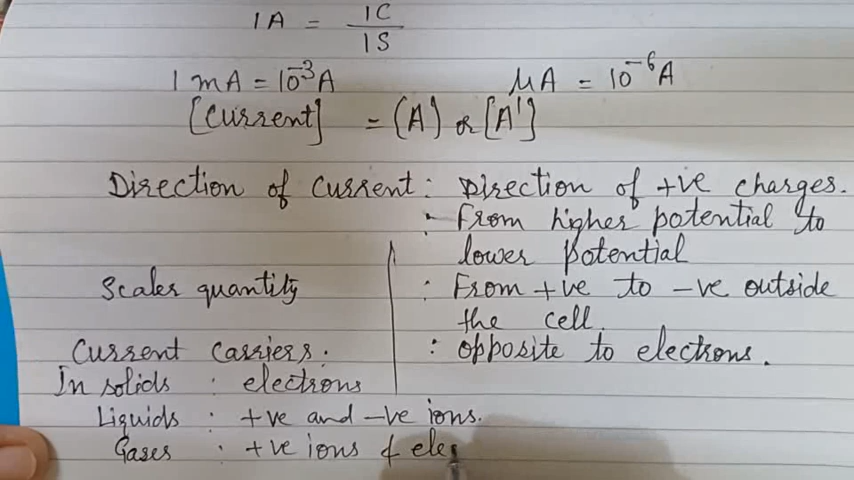 1A = 1C
1S
1 mA = 10⁻³A μA = 10⁻⁶A
[Current] = (A) or [A¹]
Direction of current : Direction of +ve charges.
: From higher potential to
lower potential
Scaler quantity : From +ve to -ve outside
the cell.
Current carriers : : opposite to electrons.
In solids : electrons
Liquids : +ve and -ve ions.
Gases : +ve ions & ele